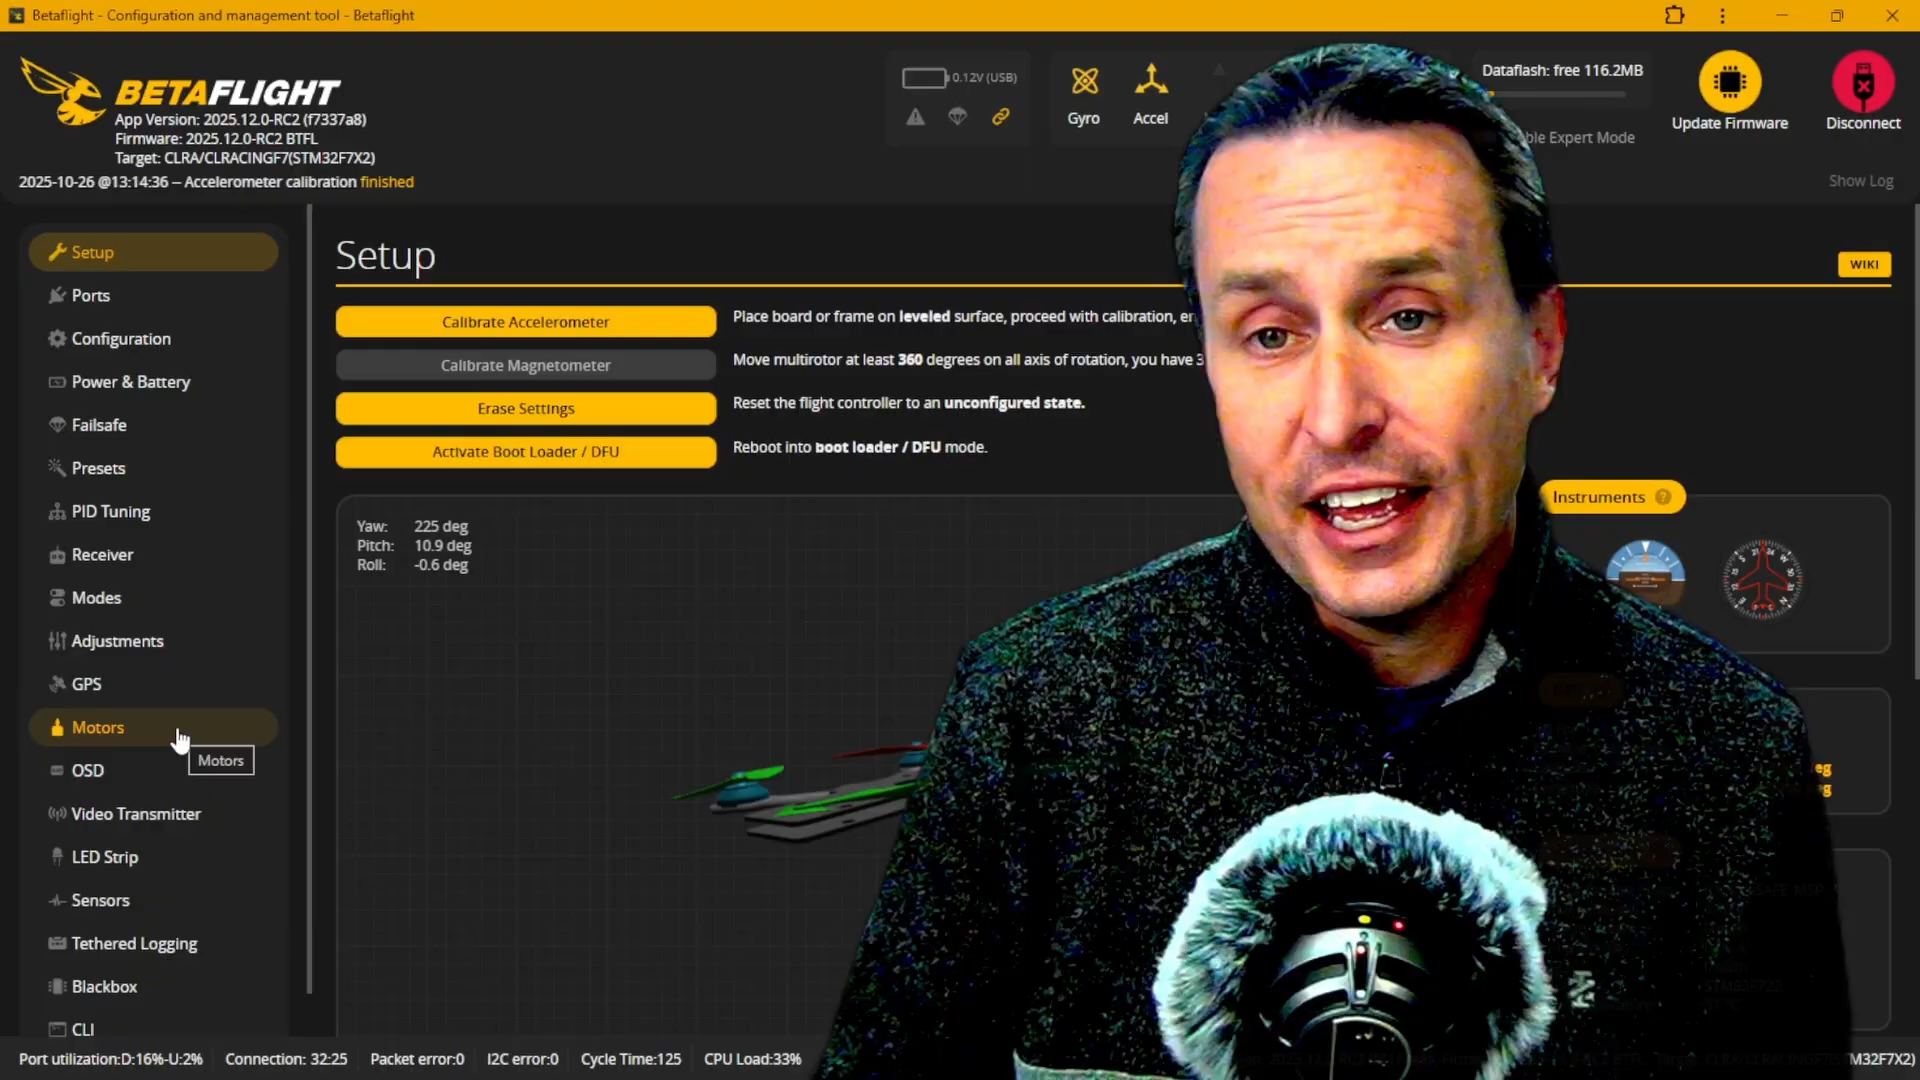 Betaflight - Configuration and management tool - Betaflight
BETAFLIGHT
App Version: 2025.12.0-RC2 (f7337a8)
Firmware: 2025.12.0-RC2 BTFL
Target: CLRA/CLRACINGF7(STM32F7X2)
0.12V (USB)
Gyro
Accel
Dataflash: free 116.2MB
ble Expert Mode
Update Firmware
Disconnect
2025-10-26 @13:14:36 – Accelerometer calibration finished
Show Log
Setup
Ports
Configuration
Power & Battery
Failsafe
Presets
PID Tuning
Receiver
Modes
Adjustments
GPS
Motors
Motors
OSD
Video Transmitter
LED Strip
Sensors
Tethered Logging
Blackbox
CLI
Setup
WIKI
Calibrate Accelerometer
Place board or frame on leveled surface, proceed with calibration, en
Calibrate Magnetometer
Move multirotor at least 360 degrees on all axis of rotation, you have 3
Erase Settings
Reset the flight controller to an unconfigured state.
Activate Boot Loader / DFU
Reboot into boot loader / DFU mode.
Yaw: 225 deg
Pitch: 10.9 deg
Roll: -0.6 deg
Instruments
eg
eg
Port utilization:D:16%-U:2%
Connection: 32:25
Packet error:0
I2C error:0
Cycle Time:125
CPU Load:33%
M32F7X2)